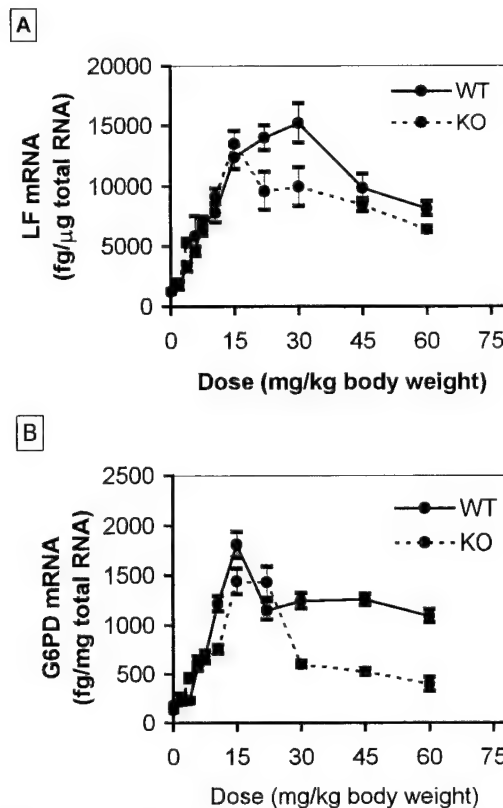 A
20000
15000
10000
5000
0
LF mRNA
(fg/µg total RNA)
WT
KO
0 15 30 45 60 75
Dose (mg/kg body weight)
B
2500
2000
1500
1000
500
0
G6PD mRNA
(fg/mg total RNA)
WT
KO
0 15 30 45 60 75
Dose (mg/kg body weight)